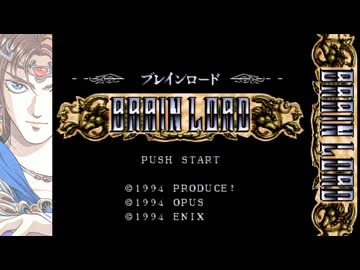 ブレインロード
BRAIN LORD
PUSH START
©1994 PRODUCE!
©1994 OPUS
©1994 ENIX
BRAIN LORD